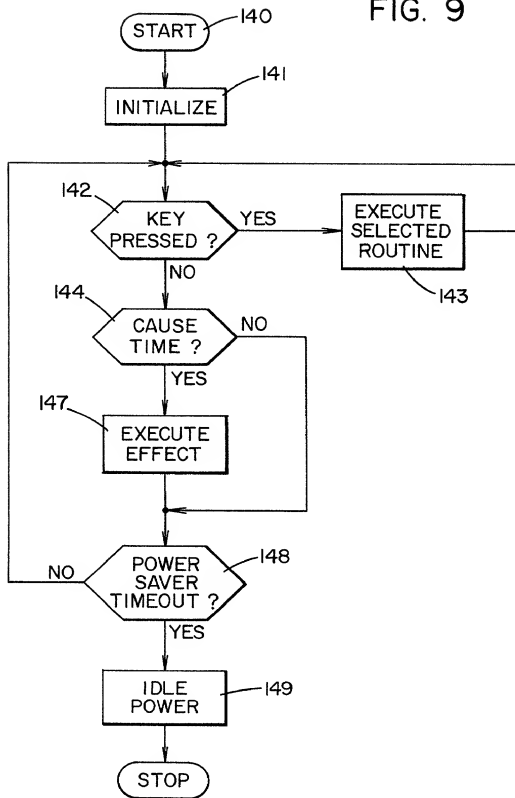 FIG. 9
START
140
INITIALIZE
141
142
KEY
PRESSED ?
YES
NO
EXECUTE
SELECTED
ROUTINE
143
144
CAUSE
TIME ?
NO
YES
147
EXECUTE
EFFECT
POWER
SAVER
TIMEOUT ?
148
NO
YES
IDLE
POWER
149
STOP